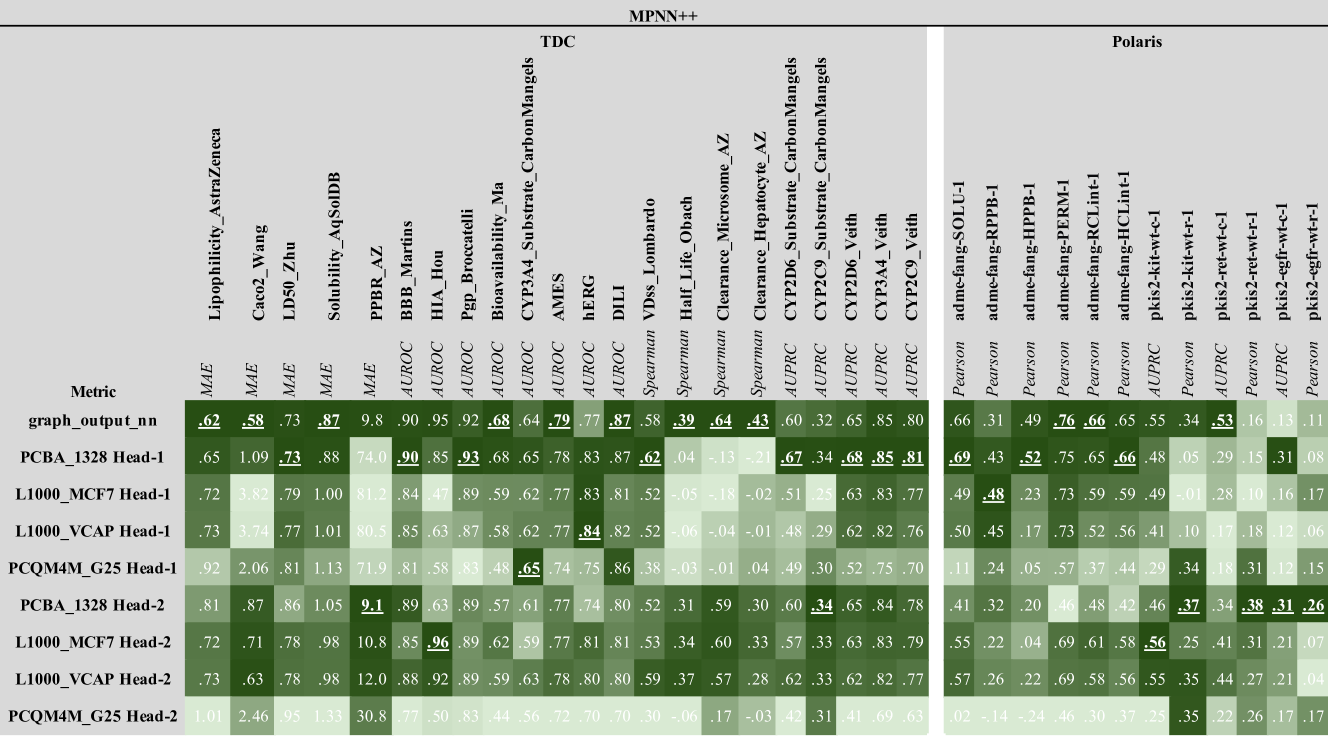 MPNN++
TDC Polaris
Lipophilicity_AstraZeneca
Caco2_Wang
LD50_Zhu
Solubility_AqSolDB
PPBR_AZ
BBB_Martins
HIA_Hou
Pgp_Broccatelli
Bioavailability_Ma
CYP3A4_Substrate_CarbonMangels
AMES
hERG
DILI
VDss_Lombardo
Half_Life_Obach
Clearance_Microsome_AZ
Clearance_Hepatocyte_AZ
CYP2D6_Substrate_CarbonMangels
CYP2C9_Substrate_CarbonMangels
CYP2D6_Veith
CYP3A4_Veith
CYP2C9_Veith
adme-fang-SOLU-1
adme-fang-RPPB-1
adme-fang-HPPB-1
adme-fang-PERM-1
adme-fang-RCLint-1
adme-fang-HCLint-1
pkis2-kit-wt-c-1
pkis2-kit-wt-r-1
pkis2-ret-wt-c-1
pkis2-ret-wt-r-1
pkis2-egfr-wt-c-1
pkis2-egfr-wt-r-1
Metric MAE MAE MAE MAE MAE AUROC AUROC AUROC AUROC AUROC AUROC AUROC AUROC Spearman Spearman Spearman Spearman AUPRC AUPRC AUPRC AUPRC AUPRC Pearson Pearson Pearson Pearson Pearson Pearson AUPRC Pearson AUPRC Pearson AUPRC Pearson
graph_output_nn .62 .58 .73 .87 9.8 .90 .95 .92 .68 .64 .79 .77 .87 .58 .39 .64 .43 .60 .32 .65 .85 .80 .66 .31 .49 .76 .66 .65 .55 .34 .53 .16 .13 .11
PCBA_1328 Head-1 .65 1.09 .73 .88 74.0 .90 .85 .93 .68 .65 .78 .83 .87 .62 .04 -.13 -.21 .67 .34 .68 .85 .81 .69 .43 .52 .75 .65 .66 .48 .05 .29 .15 .31 .08
L1000_MCF7 Head-1 .72 3.82 .79 1.00 81.2 .84 .47 .89 .59 .62 .77 .83 .81 .52 -.05 -.18 -.02 .51 .25 .63 .83 .77 .49 .48 .23 .73 .59 .59 .49 -.01 .28 .10 .16 .17
L1000_VCAP Head-1 .73 3.74 .77 1.01 80.5 .85 .63 .87 .58 .62 .77 .84 .82 .52 -.06 -.04 -.01 .48 .29 .62 .82 .76 .50 .45 .17 .73 .52 .56 .41 .10 .17 .18 .12 .06
PCQM4M_G25 Head-1 .92 2.06 .81 1.13 71.9 .81 .58 .83 .48 .65 .74 .75 .86 .38 -.03 -.01 .04 .49 .30 .52 .75 .70 .11 .24 .05 .57 .37 .44 .29 .34 .18 .31 .12 .15
PCBA_1328 Head-2 .81 .87 .86 1.05 9.1 .89 .63 .89 .57 .61 .77 .74 .80 .52 .31 .59 .30 .60 .34 .65 .84 .78 .41 .32 .20 .46 .48 .42 .46 .37 .34 .38 .31 .26
L1000_MCF7 Head-2 .72 .71 .78 .98 10.8 .85 .96 .89 .62 .59 .77 .81 .81 .53 .34 .60 .33 .57 .33 .63 .83 .79 .55 .22 .04 .69 .61 .58 .56 .25 .41 .31 .21 .07
L1000_VCAP Head-2 .73 .63 .78 .98 12.0 .88 .92 .89 .59 .63 .78 .80 .80 .59 .37 .57 .28 .62 .33 .62 .82 .77 .57 .26 .22 .69 .58 .56 .55 .35 .44 .27 .21 .04
PCQM4M_G25 Head-2 1.01 2.46 .95 1.33 30.8 .77 .50 .83 .44 .56 .72 .70 .70 .30 -.06 .17 -.03 .42 .31 .41 .69 .63 .02 -.14 -.24 .46 .30 .37 .25 .35 .22 .26 .17 .17